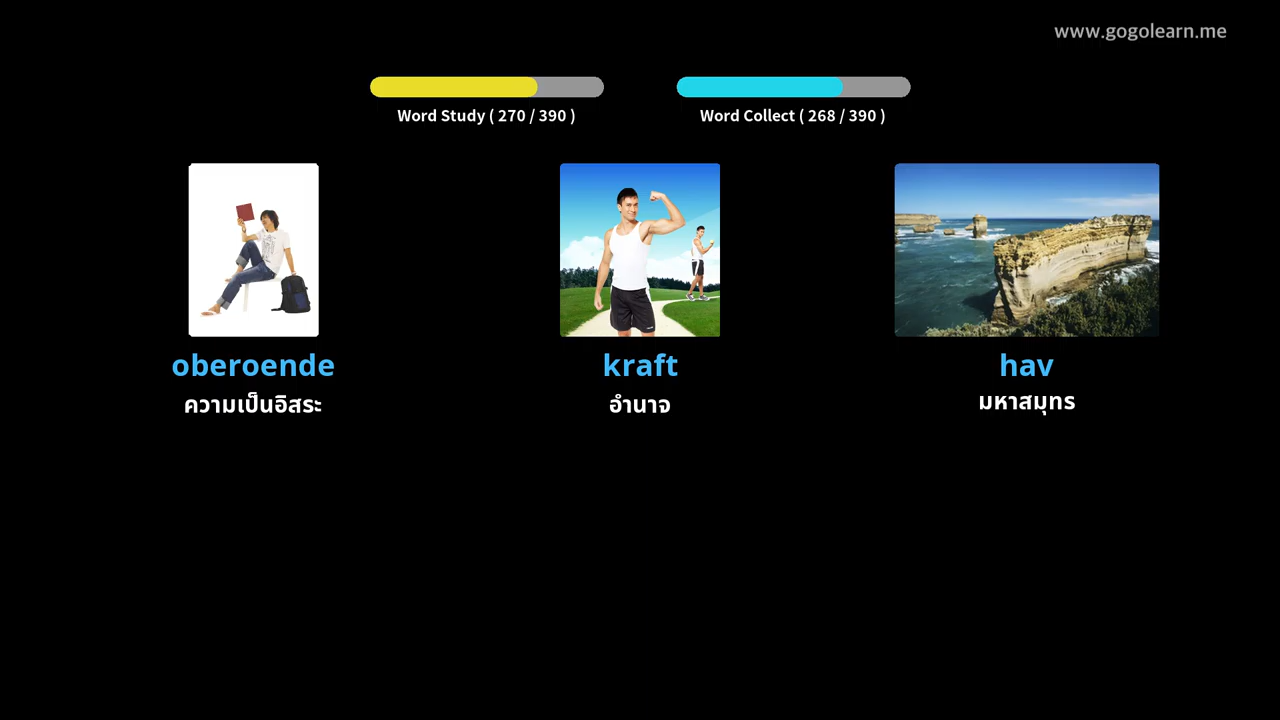 www.gogolearn.me
Word Study ( 270 / 390 )
Word Collect ( 268 / 390 )
oberoende
ความเป็นอิสระ
kraft
อำนาจ
hav
มหาสมุทร